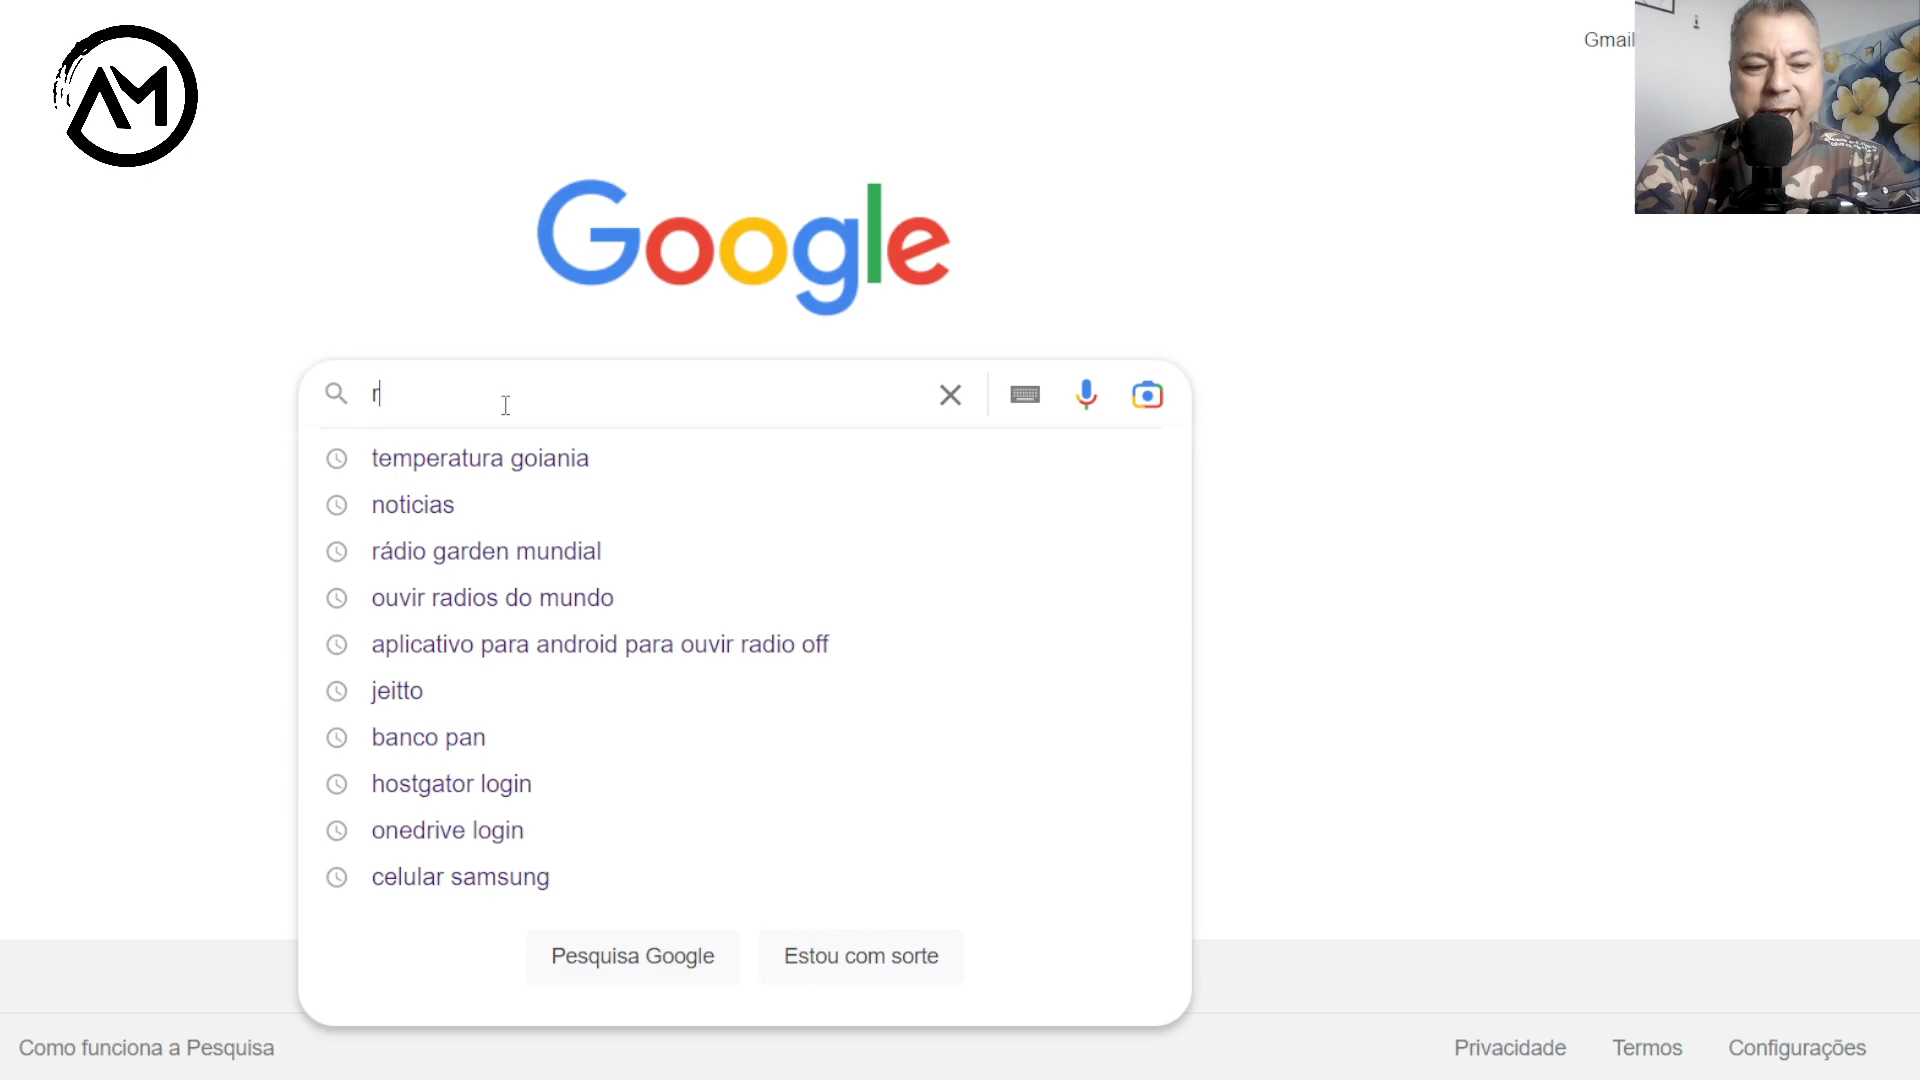 AM
Gmail
Google
r
temperatura goiania
noticias
rádio garden mundial
ouvir radios do mundo
aplicativo para android para ouvir radio off
jeitto
banco pan
hostgator login
onedrive login
celular samsung
Pesquisa Google
Estou com sorte
Como funciona a Pesquisa
Privacidade
Termos
Configurações